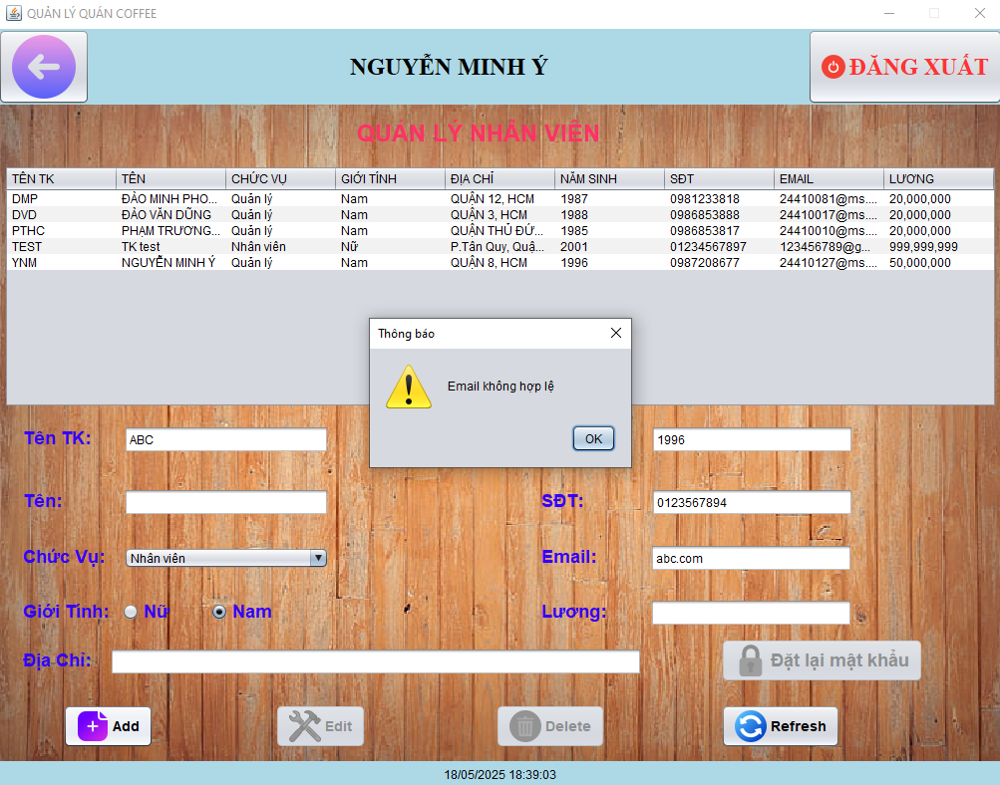 QUẢN LÝ QUÁN COFFEE
NGUYỄN MINH Ý
ĐĂNG XUẤT
QUẢN LÝ NHÂN VIÊN
TÊN TK TÊN CHỨC VỤ GIỚI TÍNH ĐỊA CHỈ NĂM SINH SĐT EMAIL LƯƠNG
DMP ĐÀO MINH PHO... Quản lý Nam QUẬN 12, HCM 1987 0981233818 24410081@ms.... 20,000,000
DVD ĐÀO VĂN DŨNG Quản lý Nam QUẬN 3, HCM 1988 0986853888 24410017@ms.... 20,000,000
PTHC PHẠM TRƯƠNG... Quản lý Nam QUẬN THỦ ĐỨ... 1985 0986853817 24410010@ms.... 20,000,000
TEST TK test Nhân viên Nữ P.Tân Quy, Quậ... 2001 01234567897 123456789@g... 999,999,999
YNM NGUYỄN MINH Ý Quản lý Nam QUẬN 8, HCM 1996 0987208677 24410127@ms.... 50,000,000
Thông báo
Email không hợp lệ
OK
Tên TK: ABC 1996
Tên: SĐT: 0123567894
Chức Vụ: Nhân viên Email: abc.com
Giới Tính: Nữ Nam Lương:
Địa Chỉ: Đặt lại mật khẩu
Add Edit Delete Refresh
18/05/2025 18:39:03